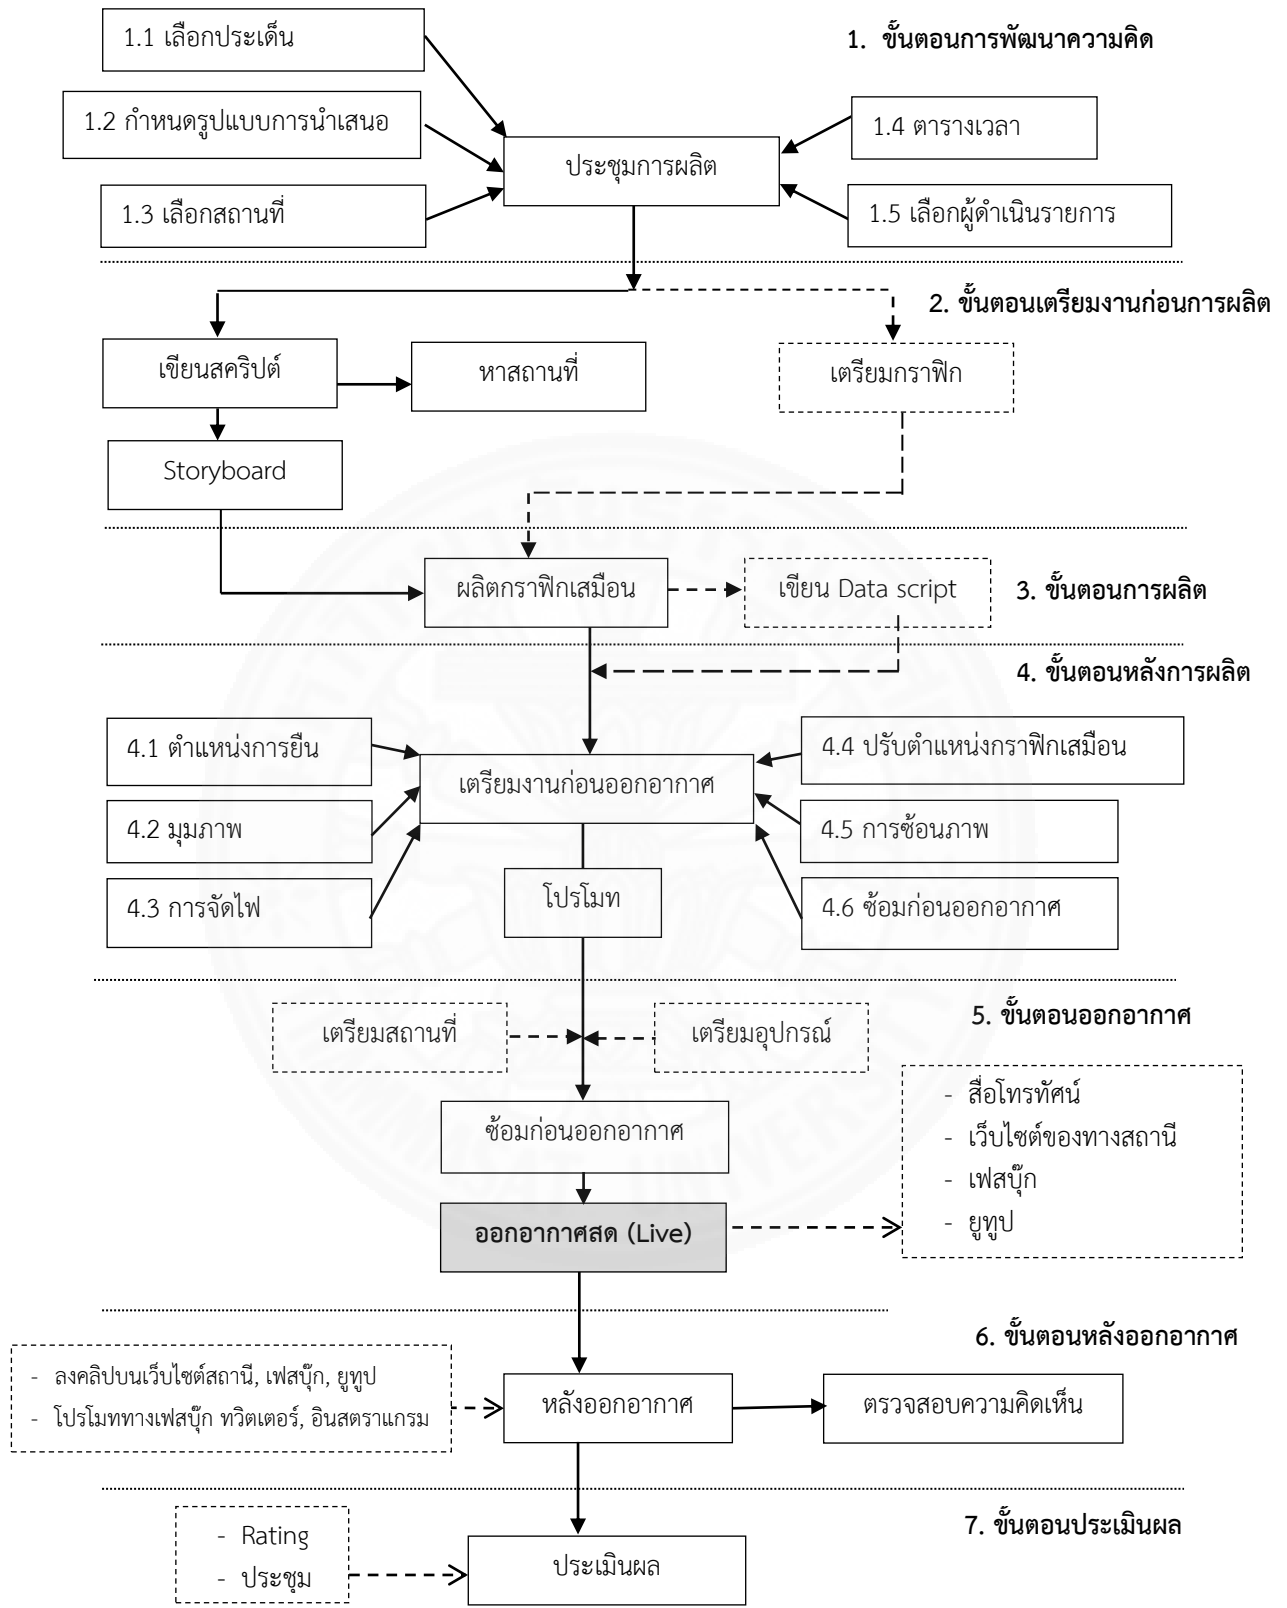 1.1 เลือกประเด็น
1. ขั้นตอนการพัฒนาความคิด
1.2 กำหนดรูปแบบการนำเสนอ
1.4 ตารางเวลา
ประชุมการผลิต
1.3 เลือกสถานที่
1.5 เลือกผู้ดำเนินรายการ
2. ขั้นตอนเตรียมงานก่อนการผลิต
เขียนสคริปต์
หาสถานที่
เตรียมกราฟิก
Storyboard
ผลิตกราฟิกเสมือน
เขียน Data script
3. ขั้นตอนการผลิต
4. ขั้นตอนหลังการผลิต
4.1 ตำแหน่งการยืน
4.4 ปรับตำแหน่งกราฟิกเสมือน
เตรียมงานก่อนออกอากาศ
4.2 มุมภาพ
4.5 การซ้อนภาพ
4.3 การจัดไฟ
โปรโมท
4.6 ซ้อมก่อนออกอากาศ
5. ขั้นตอนออกอากาศ
เตรียมสถานที่
เตรียมอุปกรณ์
- สื่อโทรทัศน์
- เว็บไซต์ของทางสถานี
- เฟสบุ๊ก
- ยูทูป
ซ้อมก่อนออกอากาศ
ออกอากาศสด (Live)
6. ขั้นตอนหลังออกอากาศ
- ลงคลิปบนเว็บไซต์สถานี, เฟสบุ๊ก, ยูทูป
- โปรโมททางเฟสบุ๊ก ทวิตเตอร์, อินสตราแกรม
หลังออกอากาศ
ตรวจสอบความคิดเห็น
7. ขั้นตอนประเมินผล
- Rating
- ประชุม
ประเมินผล